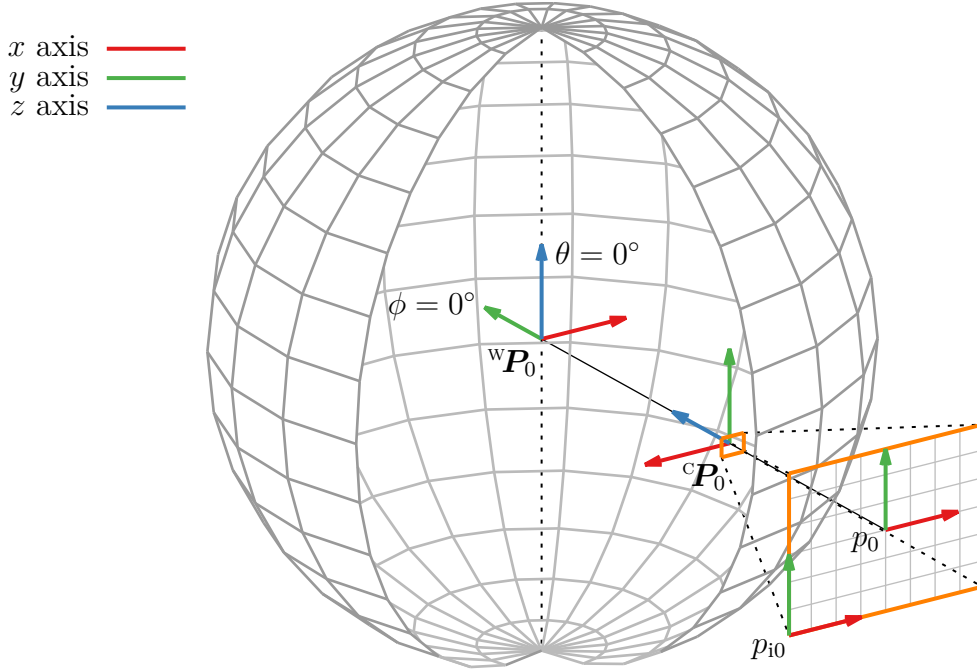 x axis
y axis
z axis
θ = 0°
ϕ = 0°
ᵂP₀
ᶜP₀
p₀
pᵢ₀